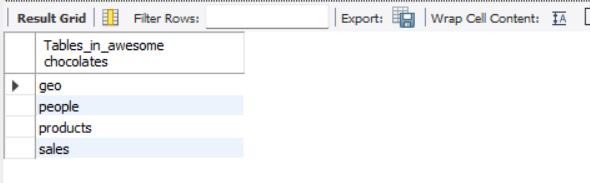 Result Grid Filter Rows: Export: Wrap Cell Content:
Tables_in_awesome
chocolates
geo
people
products
sales